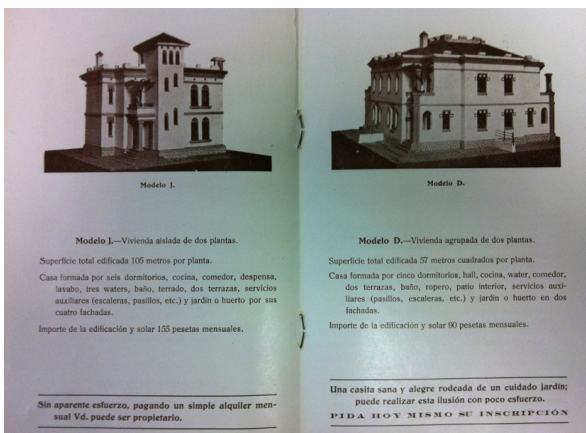 Modelo J.
Modelo J.—Vivienda aislada de dos plantas.
Superficie total edificada 105 metros por planta.
Casa formada por seis dormitorios, cocina, comedor, despensa,
lavabo, tres waters, baño, terrado, dos terrazas, servicios
auxiliares (escaleras, pasillos, etc.) y jardín o huerto por sus
cuatro fachadas.
Importe de la edificación y solar 155 pesetas mensuales.
Sin aparente esfuerzo, pagando un simple alquiler men-
sual Vd. puede ser propietario.
Modelo D.
Modelo D.—Vivienda agrupada de dos plantas.
Superficie total edificada 57 metros cuadrados por planta.
Casa formada por cinco dormitorios, hall, cocina, water, comedor,
dos terrazas, baño, ropero, patio interior, servicios auxi-
liares (pasillos, escaleras, etc.) y jardín o huerto en dos
fachadas.
Importe de la edificación y solar 90 pesetas mensuales.
Una casita sana y alegre rodeada de un cuidado jardín;
puede realizar esta ilusión con poco esfuerzo.
PIDA HOY MISMO SU INSCRIPCIÓN